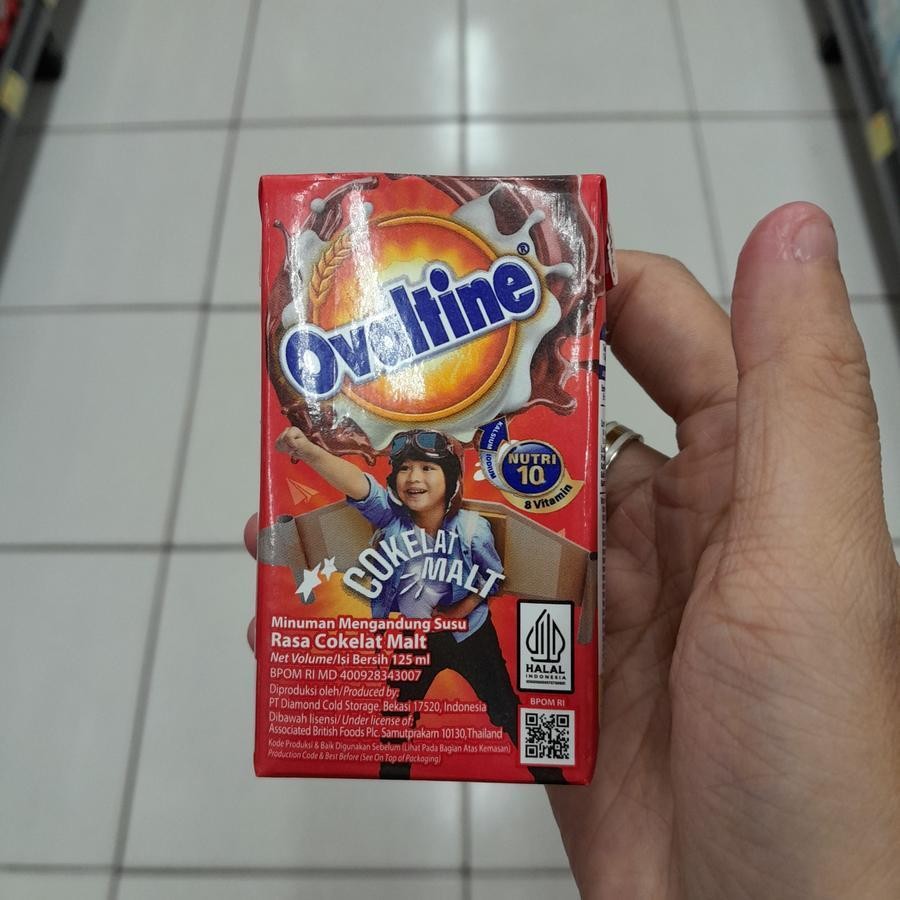 Ovaltine®
KALSIUM IODIUM
NUTRI
10
8 Vitamin
COKELAT
MALT
Minuman Mengandung Susu
Rasa Cokelat Malt
Net Volume/Isi Bersih 125 ml
BPOM RI MD 400928343007
Diproduksi oleh/Produced by:
PT Diamond Cold Storage. Bekasi 17520, Indonesia
Dibawah lisensi/ Under license of:
Associated British Foods Plc. Samutprakarn 10130,Thailand
Kode Produksi & Baik Digunakan Sebelum (Lihat Pada Bagian Atas Kemasan)
Production Code & Best Before (See On Top of Packaging)
HALAL
INDONESIA
BPOM RI